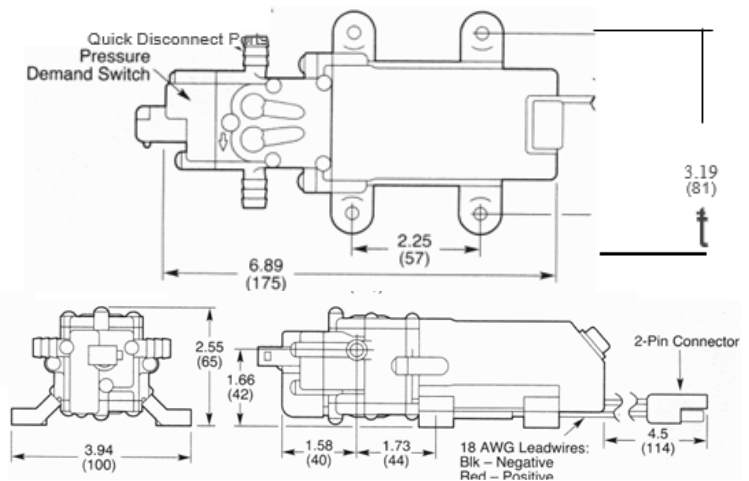 Quick Disconnect Ports
Pressure
Demand Switch
3.19
(81)
2.25
(57)
6.89
(175)
2.55
(65)
1.66
(42)
3.94
(100)
1.58
(40)
1.73
(44)
2-Pin Connector
18 AWG Leadwires:
Blk – Negative
Red – Positive
4.5
(114)